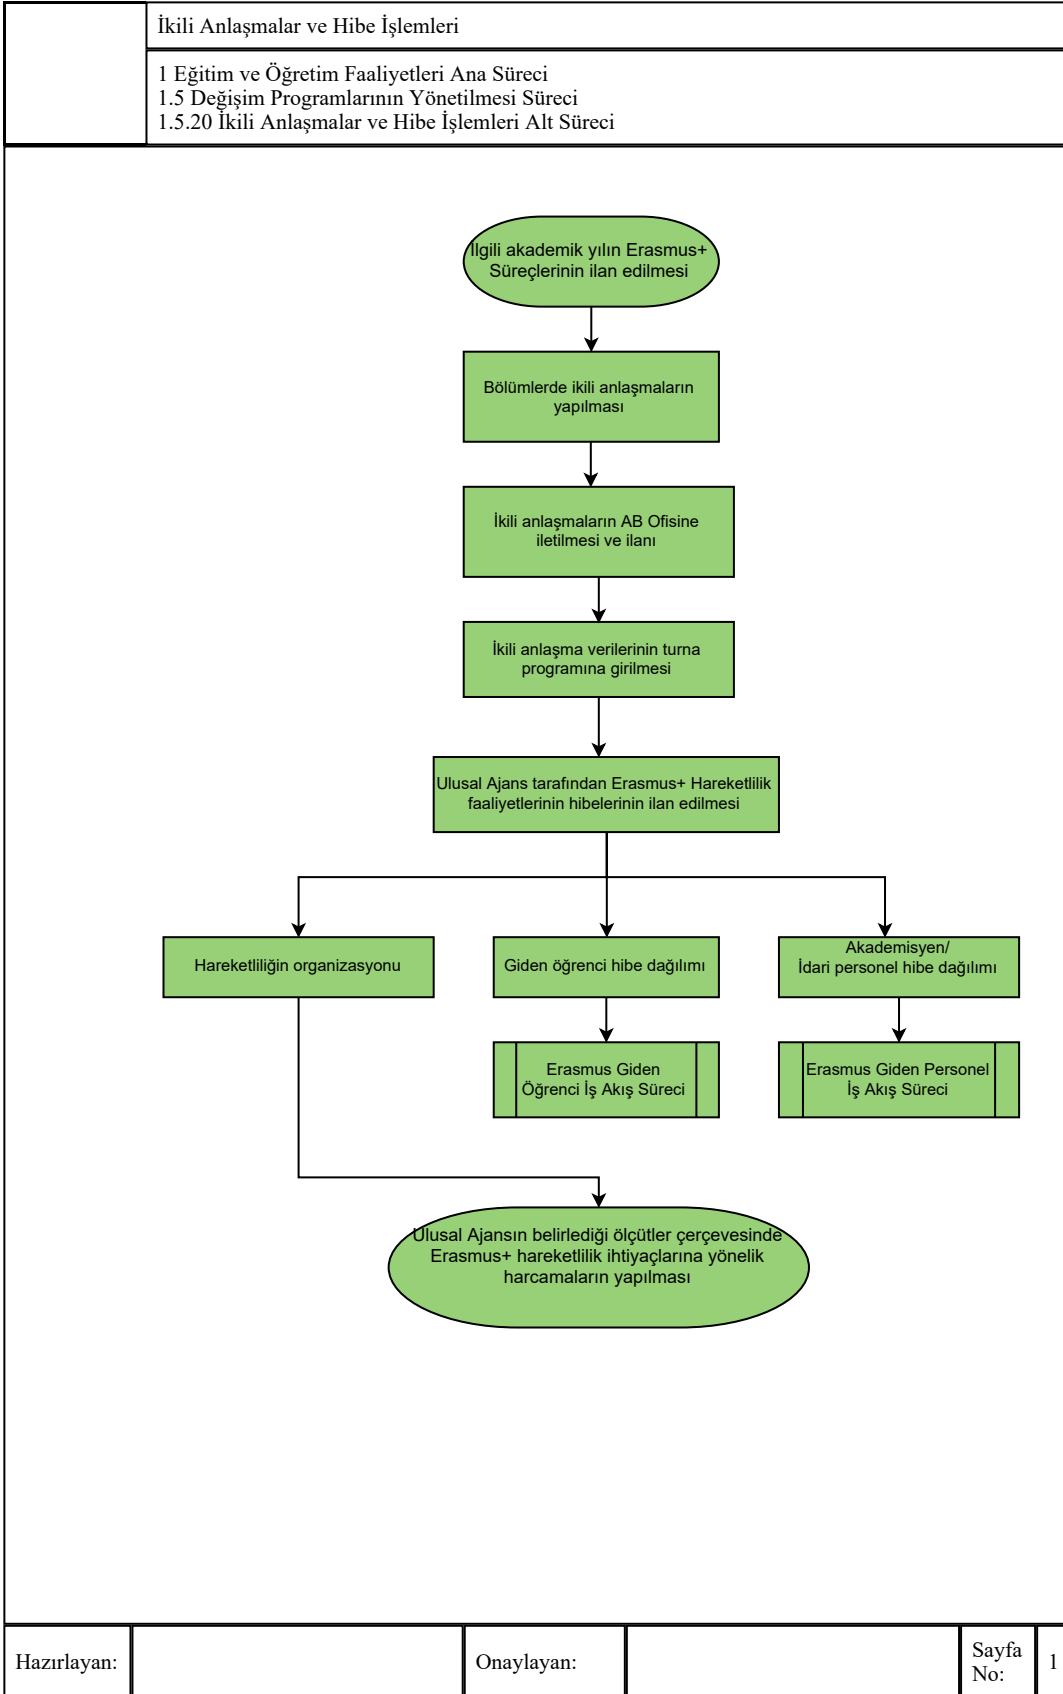 İkili Anlaşmalar ve Hibe İşlemleri
1 Eğitim ve Öğretim Faaliyetleri Ana Süreci
1.5 Değişim Programlarının Yönetilmesi Süreci
1.5.20 İkili Anlaşmalar ve Hibe İşlemleri Alt Süreci
İlgili akademik yılın Erasmus+
Süreçlerinin ilan edilmesi
Bölümlerde ikili anlaşmaların
yapılması
İkili anlaşmaların AB Ofisine
iletilmesi ve ilanı
İkili anlaşma verilerinin turna
programına girilmesi
Ulusal Ajans tarafından Erasmus+ Hareketlilik
faaliyetlerinin hibelerinin ilan edilmesi
Hareketliliğin organizasyonu
Giden öğrenci hibe dağılımı
Akademisyen/
İdari personel hibe dağılımı
Erasmus Giden
Öğrenci İş Akış Süreci
Erasmus Giden Personel
İş Akış Süreci
Ulusal Ajansın belirlediği ölçütler çerçevesinde
Erasmus+ hareketlilik ihtiyaçlarına yönelik
harcamaların yapılması
Hazırlayan:
Onaylayan:
Sayfa
No:
1